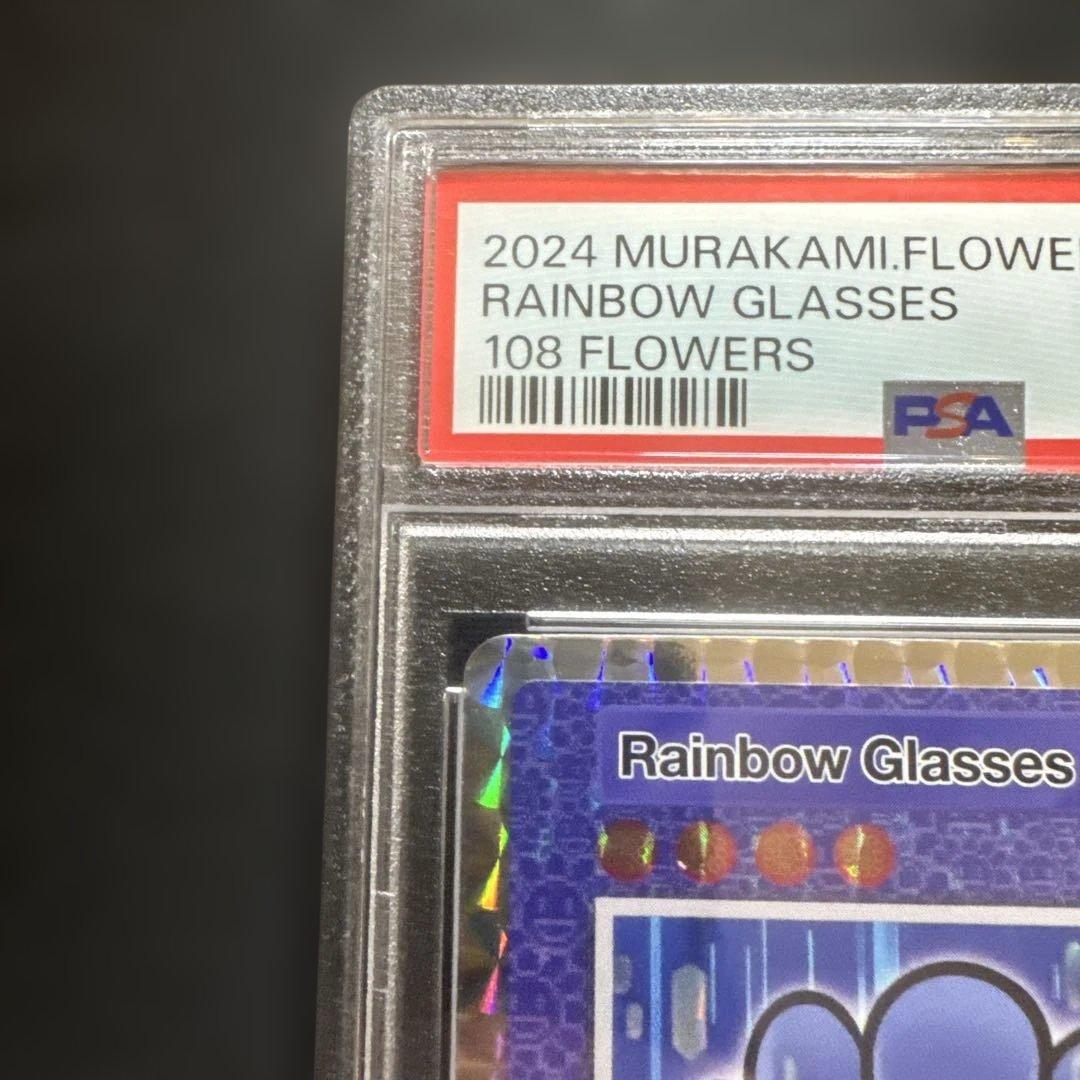 2024 MURAKAMI.FLOWE
RAINBOW GLASSES
108 FLOWERS
PSA
Rainbow Glasses